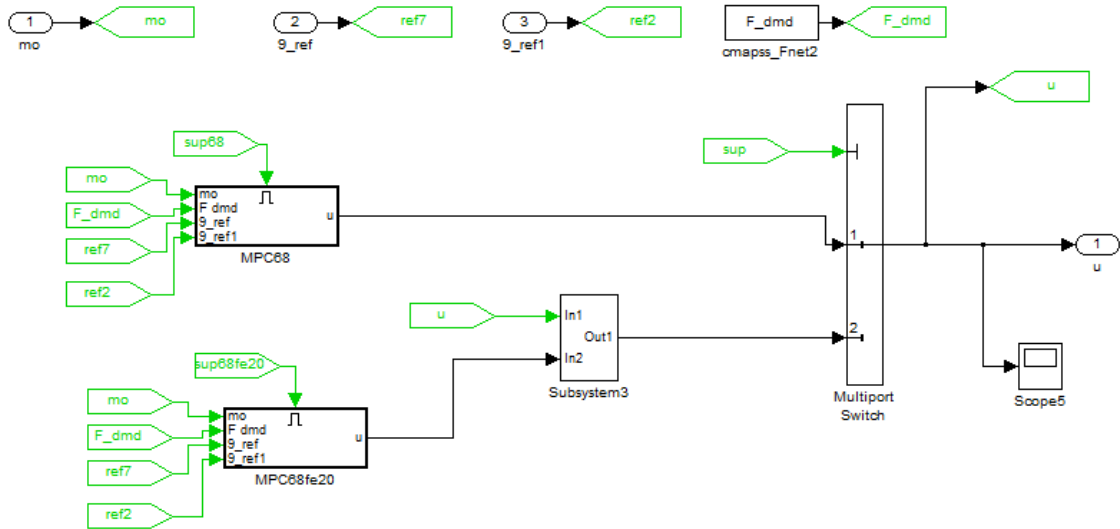 1
mo
mo
2
9_ref
ref7
3
9_ref1
ref2
F_dmd
cmapss_Fnet2
F_dmd
u
sup68
sup
mo
F_dmd
ref7
ref2
mo
F_dmd
9_ref
9_ref1
u
MPC68
1
2
Multiport
Switch
1
u
u
In1
In2
Out1
Subsystem3
Scope5
sup68fe20
mo
F_dmd
ref7
ref2
mo
F_dmd
9_ref
9_ref1
u
MPC68fe20